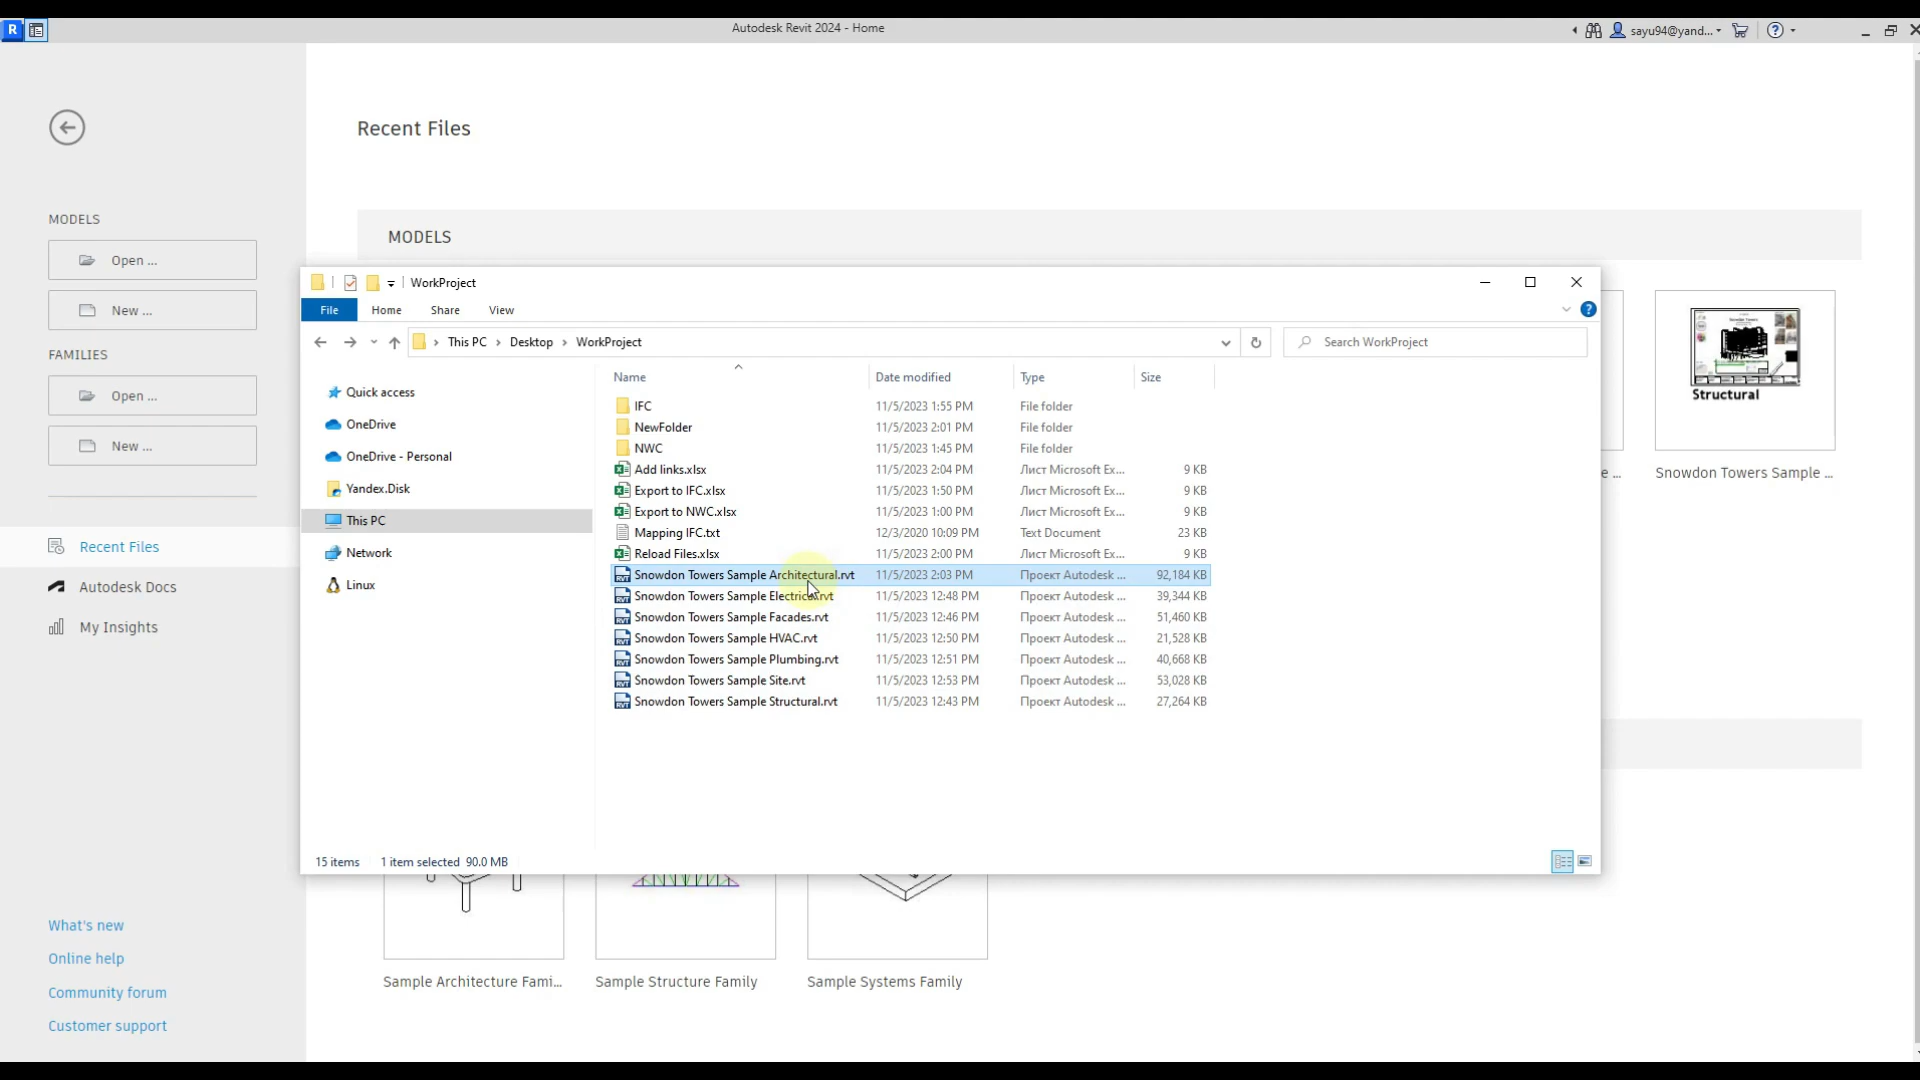 R
Autodesk Revit 2024 - Home
sayu94@yand...
Recent Files
MODELS
Open ...
New ...
FAMILIES
Open ...
New ...
Recent Files
Autodesk Docs
My Insights
What's new
Online help
Community forum
Customer support
MODELS
Structural
e ...
Snowdon Towers Sample ...
WorkProject
File Home Share View
This PC Desktop WorkProject
Search WorkProject
Quick access
OneDrive
OneDrive - Personal
Yandex.Disk
This PC
Network
Linux
Name Date modified Type Size
IFC 11/5/2023 1:55 PM File folder
NewFolder 11/5/2023 2:01 PM File folder
NWC 11/5/2023 1:45 PM File folder
Add links.xlsx 11/5/2023 2:04 PM Лист Microsoft Ex... 9 KB
Export to IFC.xlsx 11/5/2023 1:50 PM Лист Microsoft Ex... 9 KB
Export to NWC.xlsx 11/5/2023 1:00 PM Лист Microsoft Ex... 9 KB
Mapping IFC.txt 12/3/2020 10:09 PM Text Document 23 KB
Reload Files.xlsx 11/5/2023 2:00 PM Лист Microsoft Ex... 9 KB
Snowdon Towers Sample Architectural.rvt 11/5/2023 2:03 PM Проект Autodesk ... 92,184 KB
Snowdon Towers Sample Electrical.rvt 11/5/2023 12:48 PM Проект Autodesk ... 39,344 KB
Snowdon Towers Sample Facades.rvt 11/5/2023 12:46 PM Проект Autodesk ... 51,460 KB
Snowdon Towers Sample HVAC.rvt 11/5/2023 12:50 PM Проект Autodesk ... 21,528 KB
Snowdon Towers Sample Plumbing.rvt 11/5/2023 12:51 PM Проект Autodesk ... 40,668 KB
Snowdon Towers Sample Site.rvt 11/5/2023 12:53 PM Проект Autodesk ... 53,028 KB
Snowdon Towers Sample Structural.rvt 11/5/2023 12:43 PM Проект Autodesk ... 27,264 KB
15 items 1 item selected 90.0 MB
Sample Architecture Fami...
Sample Structure Family
Sample Systems Family